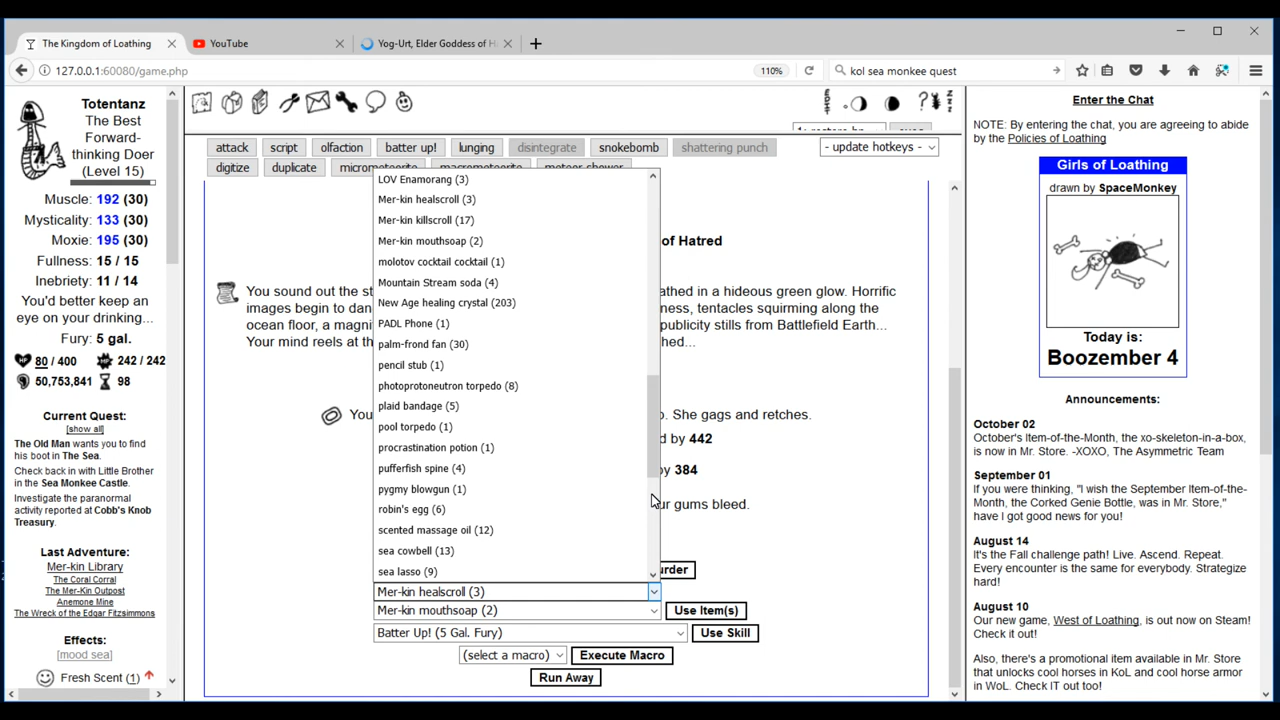 The Kingdom of Loathing
YouTube
Yog-Urt, Elder Goddess of H
127.0.0.1:60080/game.php
110%
kol sea monkee quest
Totentanz
The Best
Forward-
thinking Doer
(Level 15)
Muscle: 192 (30)
Mysticality: 133 (30)
Moxie: 195 (30)
Fullness: 15 / 15
Inebriety: 11 / 14
You'd better keep an
eye on your drinking...
Fury: 5 gal.
80 / 400
242 / 242
50,753,841
98
Current Quest:
[show all]
The Old Man wants you to find
his boot in The Sea.
Check back in with Little Brother
in the Sea Monkee Castle.
Investigate the paranormal
activity reported at Cobb's Knob
Treasury.
Last Adventure:
Mer-kin Library
The Coral Corral
The Mer-Kin Outpost
Anemone Mine
The Wreck of the Edgar Fitzsimmons
Effects:
[mood sea]
Fresh Scent (1)
attack
script
olfaction
batter up!
lunging
disintegrate
snokebomb
shattering punch
- update hotkeys -
digitize
duplicate
of Hatred
You sound out the st
athed in a hideous green glow. Horrific
images begin to dan
ness, tentacles squirming along the
ocean floor, a magni
publicity stills from Battlefield Earth...
Your mind reels at th
ched...
You
o. She gags and retches.
d by 442
by 384
ur gums bleed.
urder
LOV Enamorang (3)
Mer-kin healscroll (3)
Mer-kin killscroll (17)
Mer-kin mouthsoap (2)
molotov cocktail cocktail (1)
Mountain Stream soda (4)
New Age healing crystal (203)
PADL Phone (1)
palm-frond fan (30)
pencil stub (1)
photoprotoneutron torpedo (8)
plaid bandage (5)
pool torpedo (1)
procrastination potion (1)
pufferfish spine (4)
pygmy blowgun (1)
robin's egg (6)
scented massage oil (12)
sea cowbell (13)
sea lasso (9)
Mer-kin healscroll (3)
Mer-kin mouthsoap (2)
Use Item(s)
Batter Up! (5 Gal. Fury)
Use Skill
(select a macro)
Execute Macro
Run Away
Enter the Chat
NOTE: By entering the chat, you are agreeing to abide
by the Policies of Loathing
Girls of Loathing
drawn by SpaceMonkey
Today is:
Boozember 4
Announcements:
October 02
October's Item-of-the-Month, the xo-skeleton-in-a-box,
is now in Mr. Store. -XOXO, The Asymmetric Team
September 01
If you were thinking, "I wish the September Item-of-the-
Month, the Corked Genie Bottle, was in Mr. Store,"
have I got good news for you!
August 14
It's the Fall challenge path! Live. Ascend. Repeat.
Every encounter is the same for everybody. Strategize
hard!
August 10
Our new game, West of Loathing, is out now on Steam!
Check it out!
Also, there's a promotional item available in Mr. Store
that unlocks cool horses in KoL and cool horse armor
in WoL. Check IT out too!